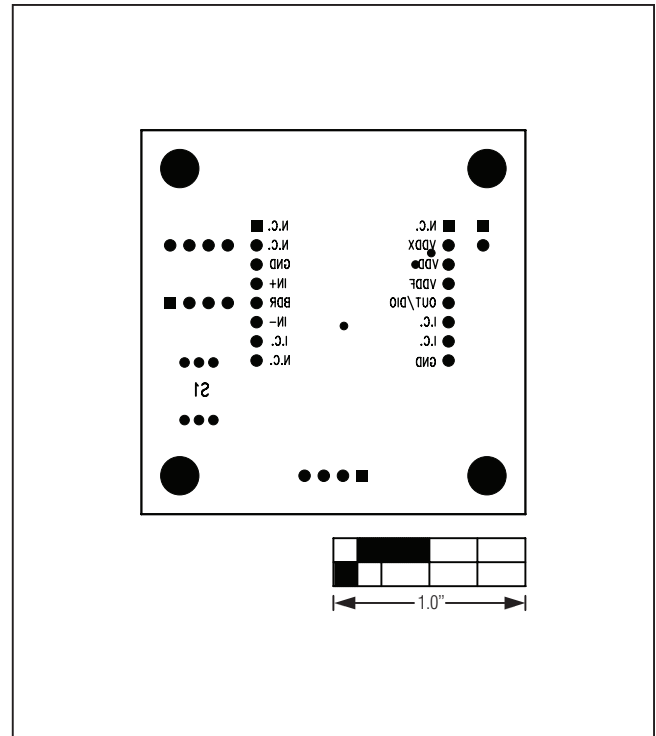 N.C.
N.C.
GND
IN+
BDR
IN-
I.C.
N.C.
N.C.
VDDX
VDD
VDDF
OUT/DIO
I.C.
I.C.
GND
S1
1.0"